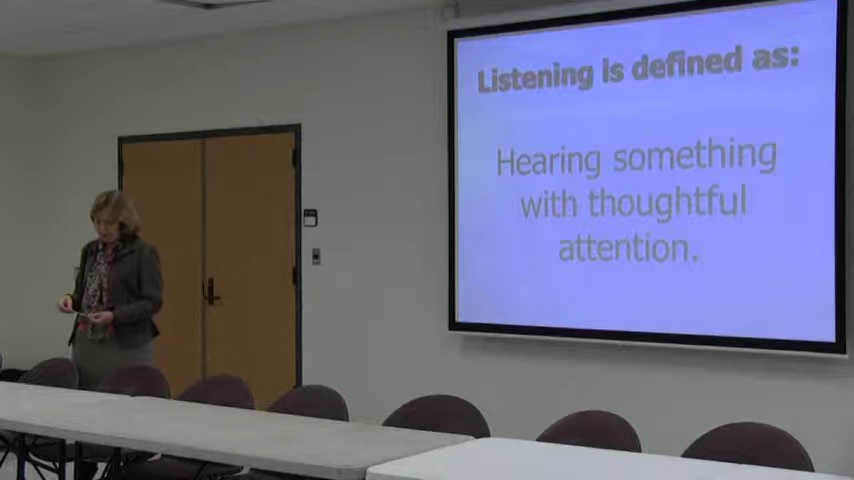 Listening is defined as:
Hearing something
with thoughtful
attention.